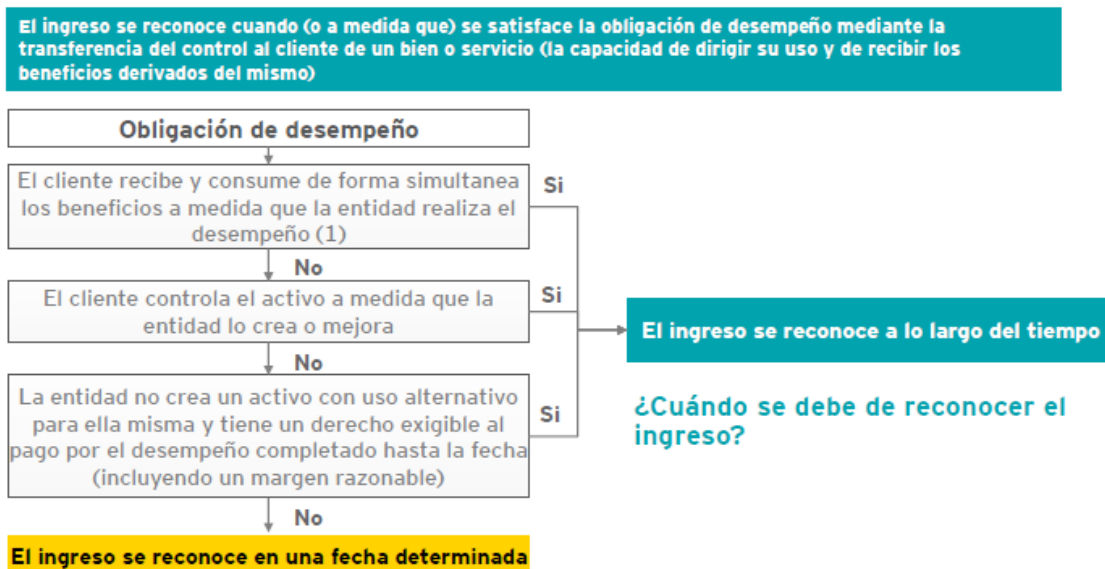 El ingreso se reconoce cuando (o a medida que) se satisface la obligación de desempeño mediante la
transferencia del control al cliente de un bien o servicio (la capacidad de dirigir su uso y de recibir los
beneficios derivados del mismo)
Obligación de desempeño
El cliente recibe y consume de forma simultanea
los beneficios a medida que la entidad realiza el
desempeño (1)
Si
No
El cliente controla el activo a medida que la
entidad lo crea o mejora
Si
No
La entidad no crea un activo con uso alternativo
para ella misma y tiene un derecho exigible al
pago por el desempeño completado hasta la fecha
(incluyendo un margen razonable)
Si
No
El ingreso se reconoce en una fecha determinada
El ingreso se reconoce a lo largo del tiempo
¿Cuándo se debe de reconocer el
ingreso?